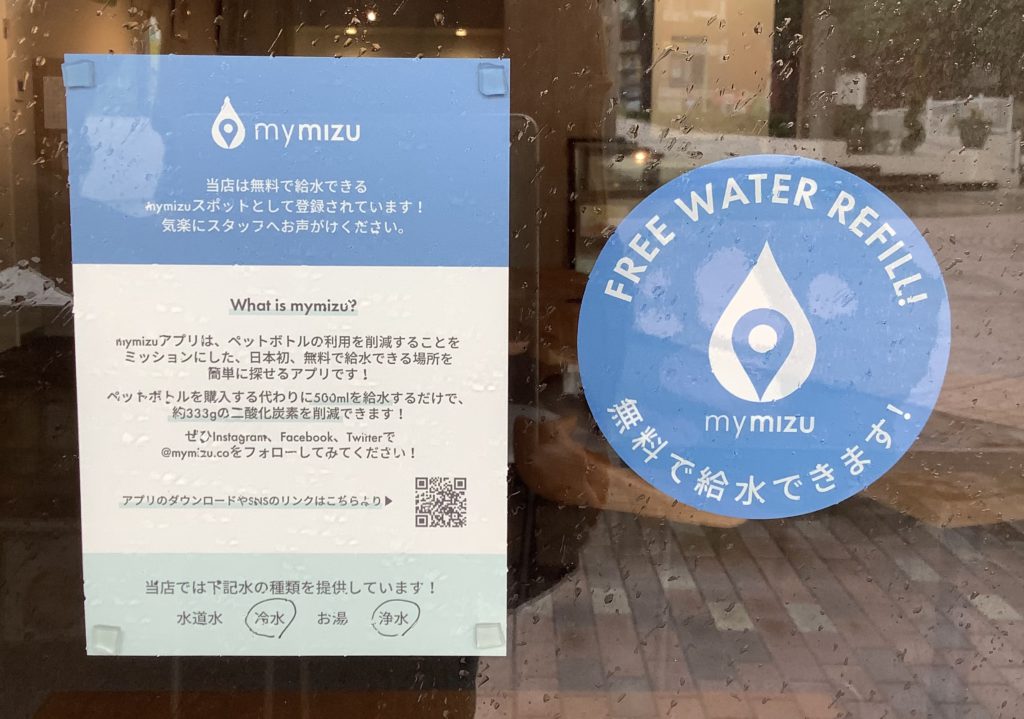 mymizu
当店は無料で給水できる
mymizuスポットとして登録されています！
気楽にスタッフへお声がけください。
What is mymizu?
mymizuアプリは、ペットボトルの利用を削減することを
ミッションにした、日本初、無料で給水できる場所を
簡単に探せるアプリです！
ペットボトルを購入する代わりに500mlを給水するだけで、
約333gの二酸化炭素を削減できます！
ぜひInstagram、Facebook、Twitterで
@mymizu.coをフォローしてみてください！
アプリのダウンロードやSNSのリンクはこちらより▶
当店では下記水の種類を提供しています！
水道水 冷水 お湯 浄水
FREE WATER REFILL!
mymizu
無料で給水できます！